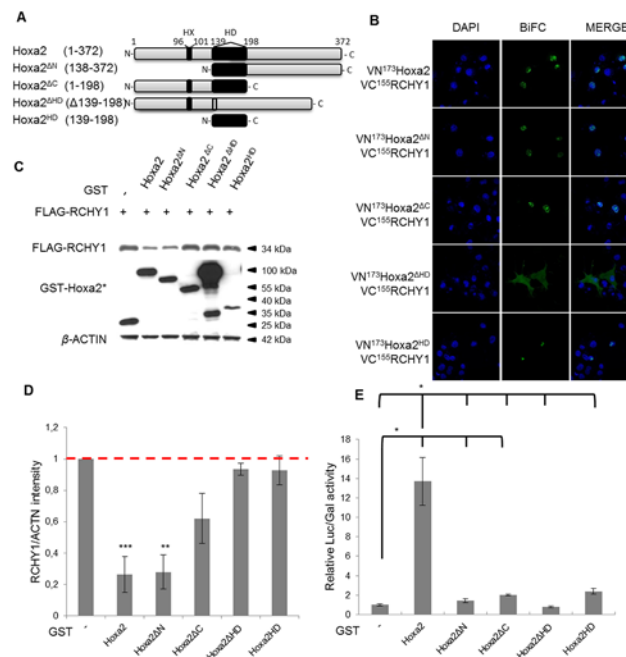 A
1 96 101 139 198 372
HX HD
Hoxa2 (1-372) N- - C
Hoxa2ΔN (138-372) N- - C
Hoxa2ΔC (1-198) N- - C
Hoxa2ΔHD (Δ139-198) N- - C
Hoxa2HD (139-198) N- - C
B
DAPI BiFC MERGE
VN173Hoxa2
VC155RCHY1
VN173Hoxa2ΔN
VC155RCHY1
VN173Hoxa2ΔC
VC155RCHY1
VN173Hoxa2ΔHD
VC155RCHY1
VN173Hoxa2HD
VC155RCHY1
C
GST - Hoxa2 Hoxa2ΔN Hoxa2ΔC Hoxa2ΔHD Hoxa2HD
FLAG-RCHY1 + + + + + +
FLAG-RCHY1 34 kDa
GST-Hoxa2*
100 kDa
55 kDa
40 kDa
35 kDa
25 kDa
β-ACTIN 42 kDa
D
RCHY1/ACTN intensity
1,2
1
0,8
0,6
0,4
0,2
0
*** **
GST - Hoxa2 Hoxa2ΔN Hoxa2ΔC Hoxa2ΔHD Hoxa2HD
E
*
*
Relative Luc/Gal activity
18
16
14
12
10
8
6
4
2
0
GST - Hoxa2 Hoxa2ΔN Hoxa2ΔC Hoxa2ΔHD Hoxa2HD